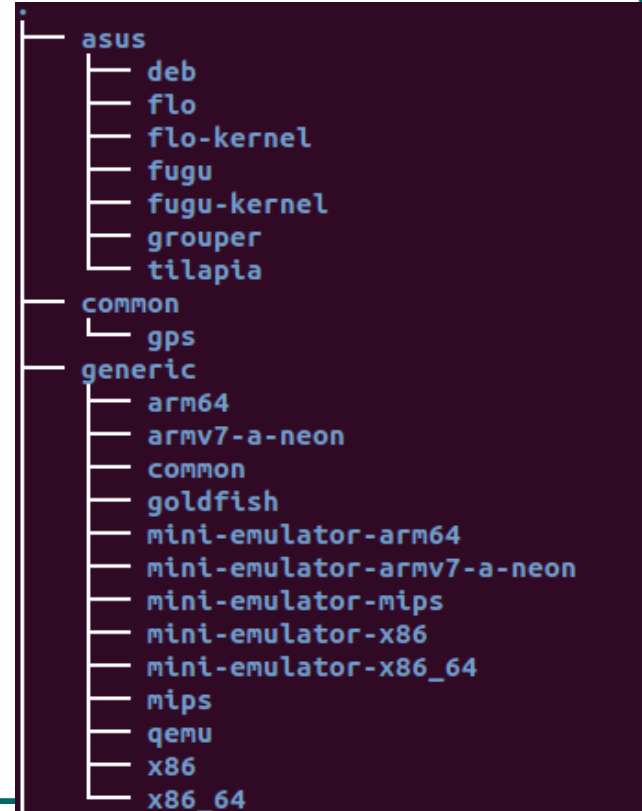 .
├── asus
│   ├── deb
│   ├── flo
│   ├── flo-kernel
│   ├── fugu
│   ├── fugu-kernel
│   ├── grouper
│   └── tilapia
├── common
│   └── gps
├── generic
│   ├── arm64
│   ├── armv7-a-neon
│   ├── common
│   ├── goldfish
│   ├── mini-emulator-arm64
│   ├── mini-emulator-armv7-a-neon
│   ├── mini-emulator-mips
│   ├── mini-emulator-x86
│   ├── mini-emulator-x86_64
│   ├── mips
│   ├── qemu
│   ├── x86
│   └── x86_64